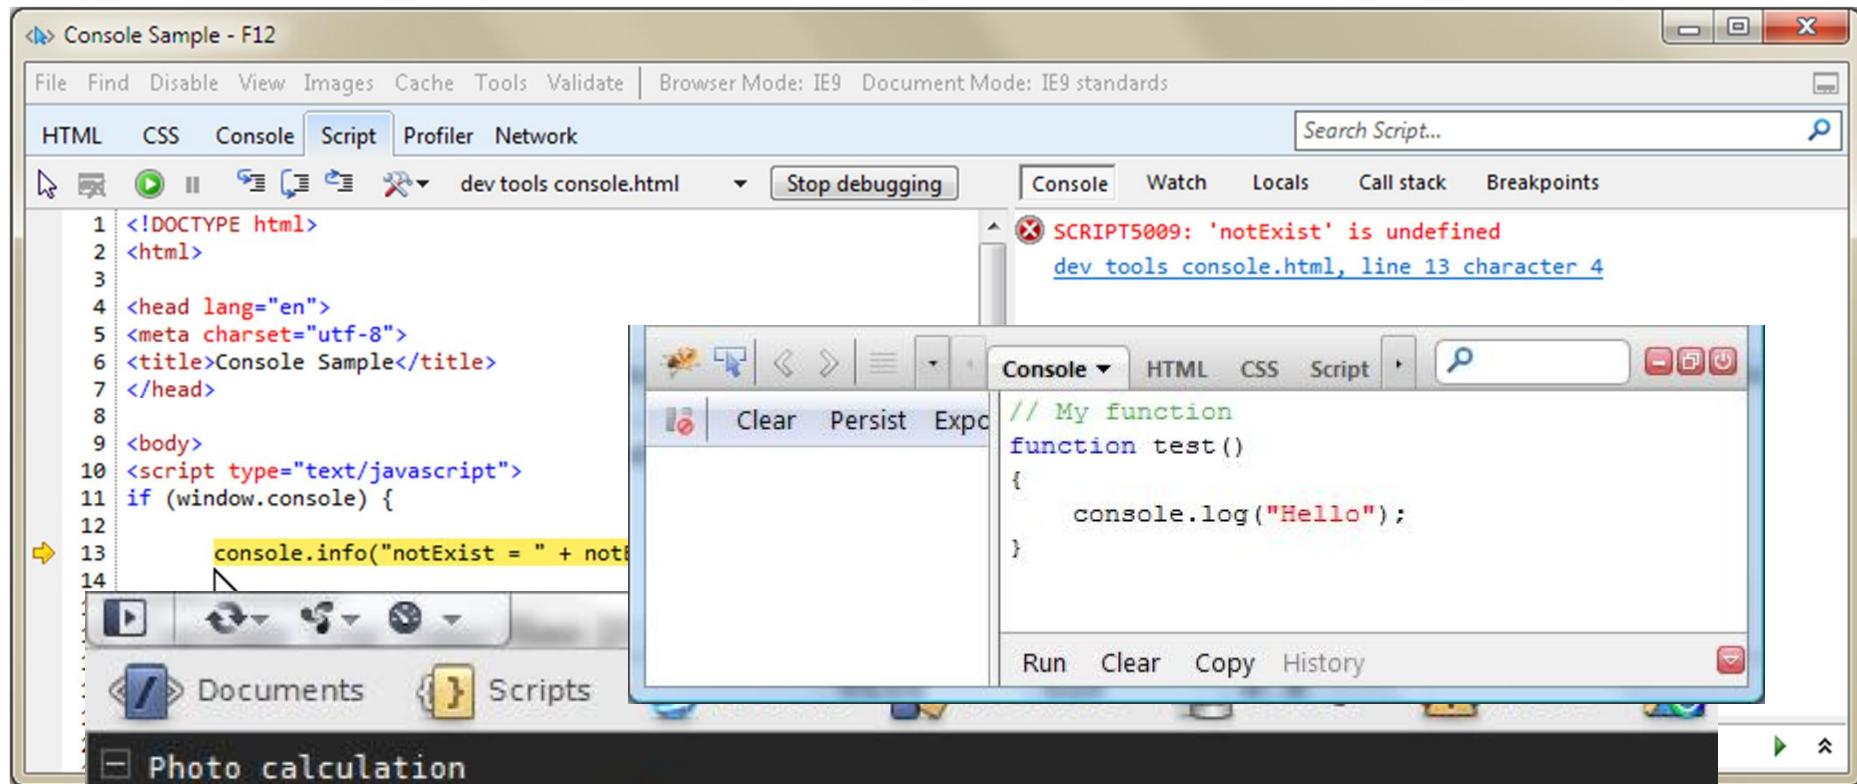 Console Sample - F12
File Find Disable View Images Cache Tools Validate Browser Mode: IE9 Document Mode: IE9 standards
HTML CSS Console Script Profiler Network Search Script...
dev tools console.html Stop debugging Console Watch Locals Call stack Breakpoints
1 <!DOCTYPE html>
2 <html>
3
4 <head lang="en">
5 <meta charset="utf-8">
6 <title>Console Sample</title>
7 </head>
8
9 <body>
10 <script type="text/javascript">
11 if (window.console) {
12
13 console.info("notExist = " + not
14
SCRIPT5009: 'notExist' is undefined
dev tools console.html, line 13 character 4
Console HTML CSS Script
Clear Persist Expo
// My function
function test()
{
console.log("Hello");
}
Run Clear Copy History
Documents Scripts
Photo calculation